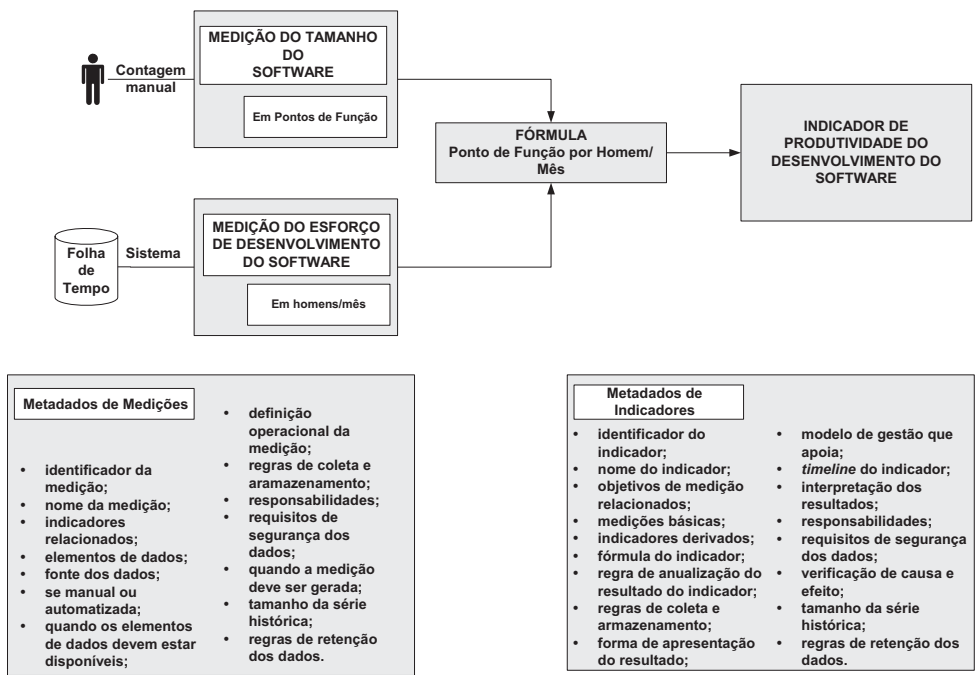 MEDIÇÃO DO TAMANHO
DO
SOFTWARE
Em Pontos de Função
Contagem
manual
FÓRMULA
Ponto de Função por Homem/
Mês
INDICADOR DE
PRODUTIVIDADE DO
DESENVOLVIMENTO DO
SOFTWARE
MEDIÇÃO DO ESFORÇO
DE DESENVOLVIMENTO
DO SOFTWARE
Em homens/mês
Folha
de
Tempo
Sistema
Metadados de Medições
• identificador da
medição;
• nome da medição;
• indicadores
relacionados;
• elementos de dados;
• fonte dos dados;
• se manual ou
automatizada;
• quando os elementos
de dados devem estar
disponíveis;
• definição
operacional da
medição;
• regras de coleta e
aramazenamento;
• responsabilidades;
• requisitos de
segurança dos
dados;
• quando a medição
deve ser gerada;
• tamanho da série
histórica;
• regras de retenção
dos dados.
Metadados de
Indicadores
• identificador do
indicador;
• nome do indicador;
• objetivos de medição
relacionados;
• medições básicas;
• indicadores derivados;
• fórmula do indicador;
• regra de anualização do
resultado do indicador;
• regras de coleta e
armazenamento;
• forma de apresentação
do resultado;
• modelo de gestão que
apoia;
• timeline do indicador;
• interpretação dos
resultados;
• responsabilidades;
• requisitos de segurança
dos dados;
• verificação de causa e
efeito;
• tamanho da série
histórica;
• regras de retenção dos
dados.